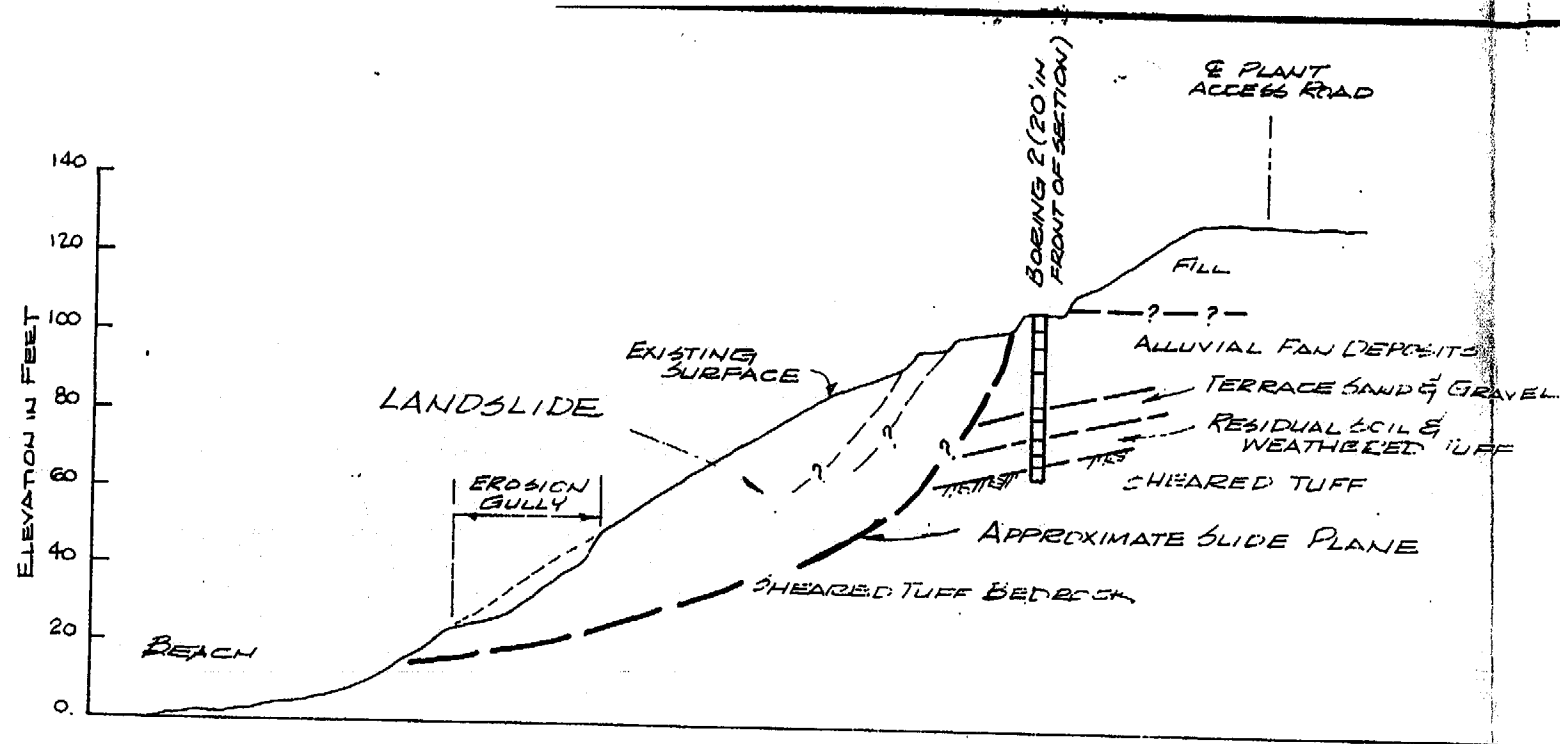 ℄ PLANT
ACCESS ROAD
BORING 2 (20' IN
FRONT OF SECTION)
140
120
100
80
60
40
20
0
ELEVATION IN FEET
FILL
? ?
EXISTING
SURFACE
ALLUVIAL FAN DEPOSITS
LANDSLIDE
TERRACE SAND & GRAVEL
RESIDUAL SOIL &
WEATHERED TUFF
?
?
?
EROSION
GULLY
SHEARED TUFF
APPROXIMATE SLIDE PLANE
SHEARED TUFF BEDROCK
BEACH